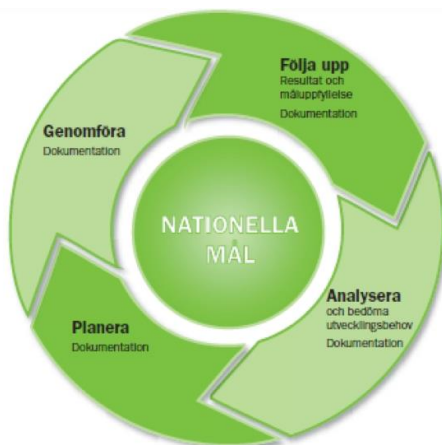 Följa upp
Resultat och
måluppfyllelse
Dokumentation
Genomföra
Dokumentation
NATIONELLA
MÅL
Analysera
och bedöma
utvecklingsbehov
Dokumentation
Planera
Dokumentation